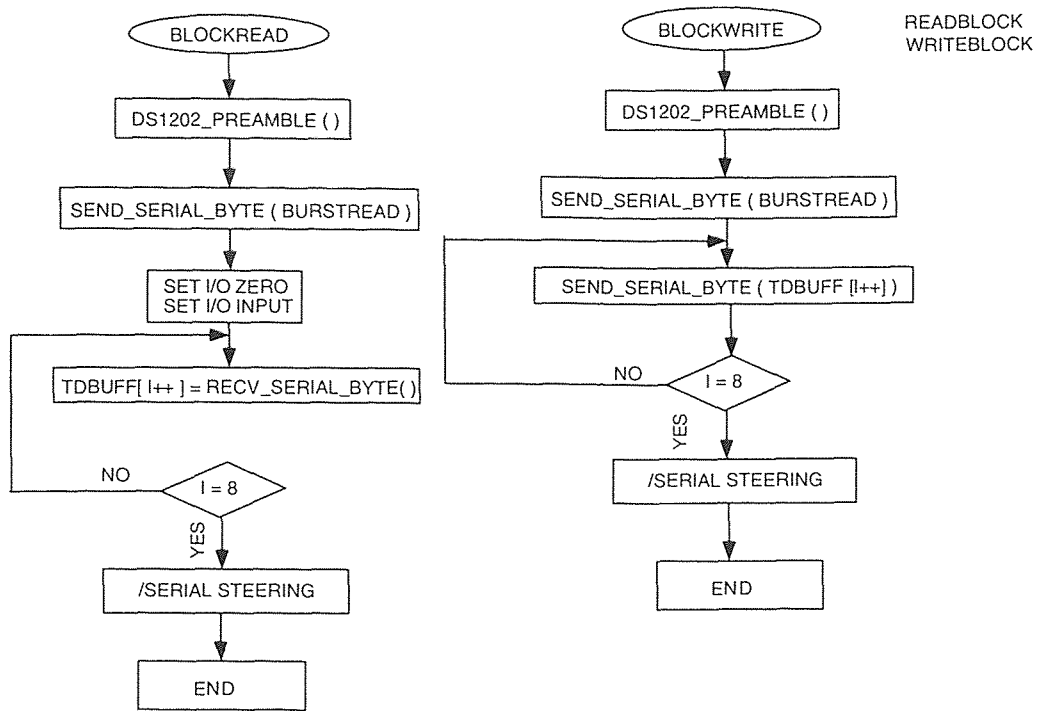 BLOCKREAD
DS1202_PREAMBLE ( )
SEND_SERIAL_BYTE ( BURSTREAD )
SET I/O ZERO
SET I/O INPUT
TDBUFF[ I++ ] = RECV_SERIAL_BYTE( )
NO
I = 8
YES
/SERIAL STEERING
END
BLOCKWRITE
DS1202_PREAMBLE ( )
SEND_SERIAL_BYTE ( BURSTREAD )
SEND_SERIAL_BYTE ( TDBUFF [I++] )
NO
I = 8
YES
/SERIAL STEERING
END
READBLOCK
WRITEBLOCK